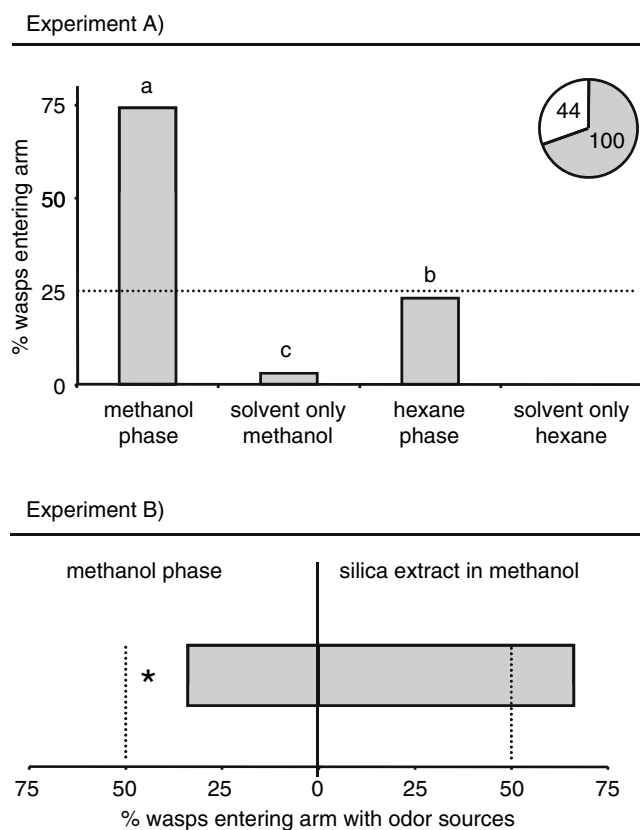 Experiment A)
% wasps entering arm
75
50
25
0
a
c
b
44
100
methanol phase
solvent only methanol
hexane phase
solvent only hexane
Experiment B)
methanol phase
silica extract in methanol
*
75 50 25 0 25 50 75
% wasps entering arm with odor sources